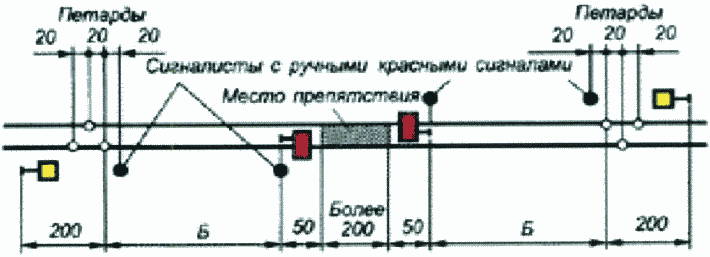 Петарды
Петарды
20 20 20
20 20 20
Сигналисты с ручными красными сигналами
Место препятствия
200
Б
50
Более
200
50
Б
200